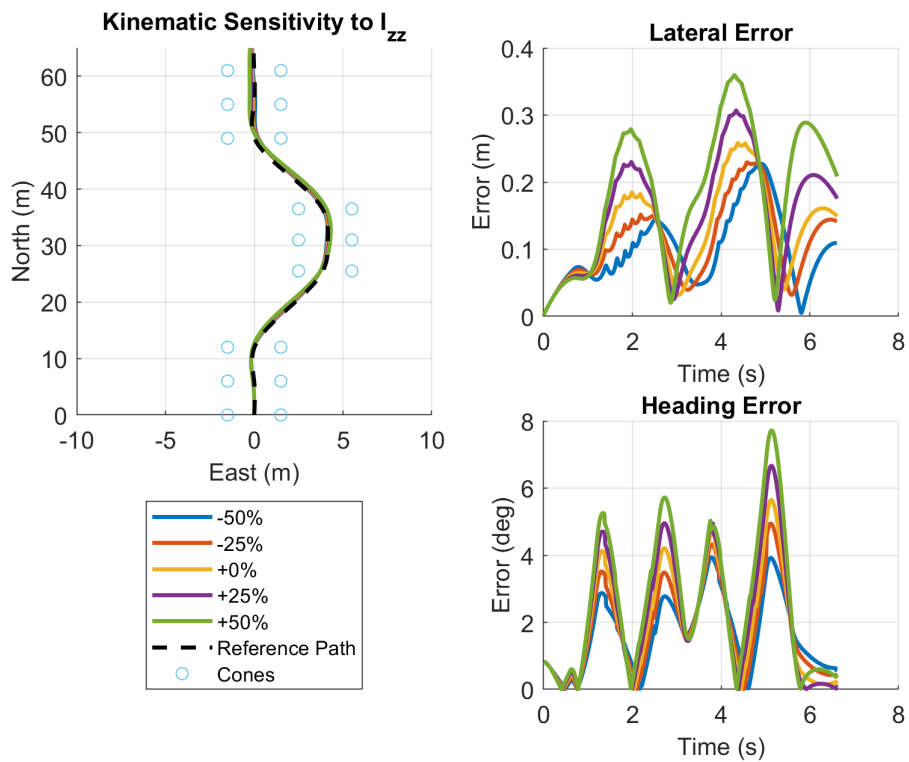 Kinematic Sensitivity to I_zz
North (m)
60
50
40
30
20
10
0
-10 -5 0 5 10
East (m)
-50%
-25%
+0%
+25%
+50%
Reference Path
Cones
Lateral Error
Error (m)
0.4
0.3
0.2
0.1
0
0 2 4 6 8
Time (s)
Heading Error
Error (deg)
8
6
4
2
0
0 2 4 6 8
Time (s)